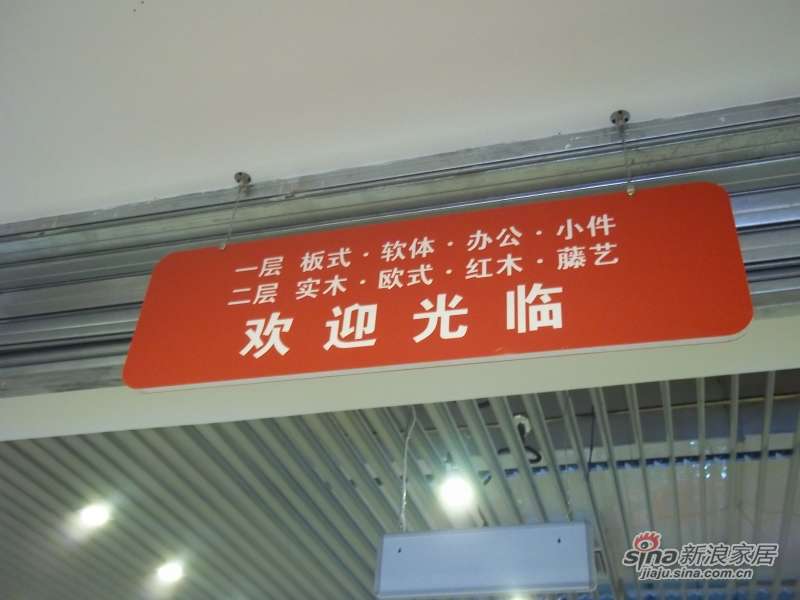 一层 板式·软体·办公·小件
二层 实木·欧式·红木·藤艺
欢迎光临
sina新浪家居
jiaju.sina.com.cn